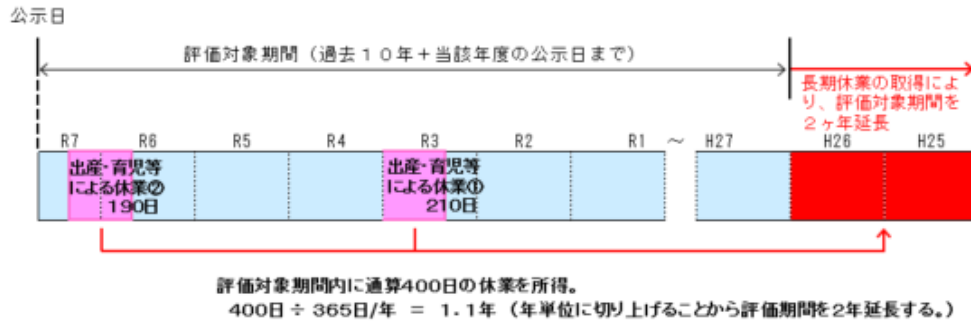 公示日
評価対象期間（過去１０年＋当該年度の公示日まで）
長期休業の取得によ
り、評価対象期間を
２ヶ年延長
R7 R6 R5 R4 R3 R2 R1 ～ H27 H26 H25
出産・育児等
による休業②
190日
出産・育児等
による休業①
210日
評価対象期間内に通算400日の休業を所得。
400日 ÷ 365日/年 ＝ 1.1年（年単位に切り上げることから評価期間を2年延長する。）